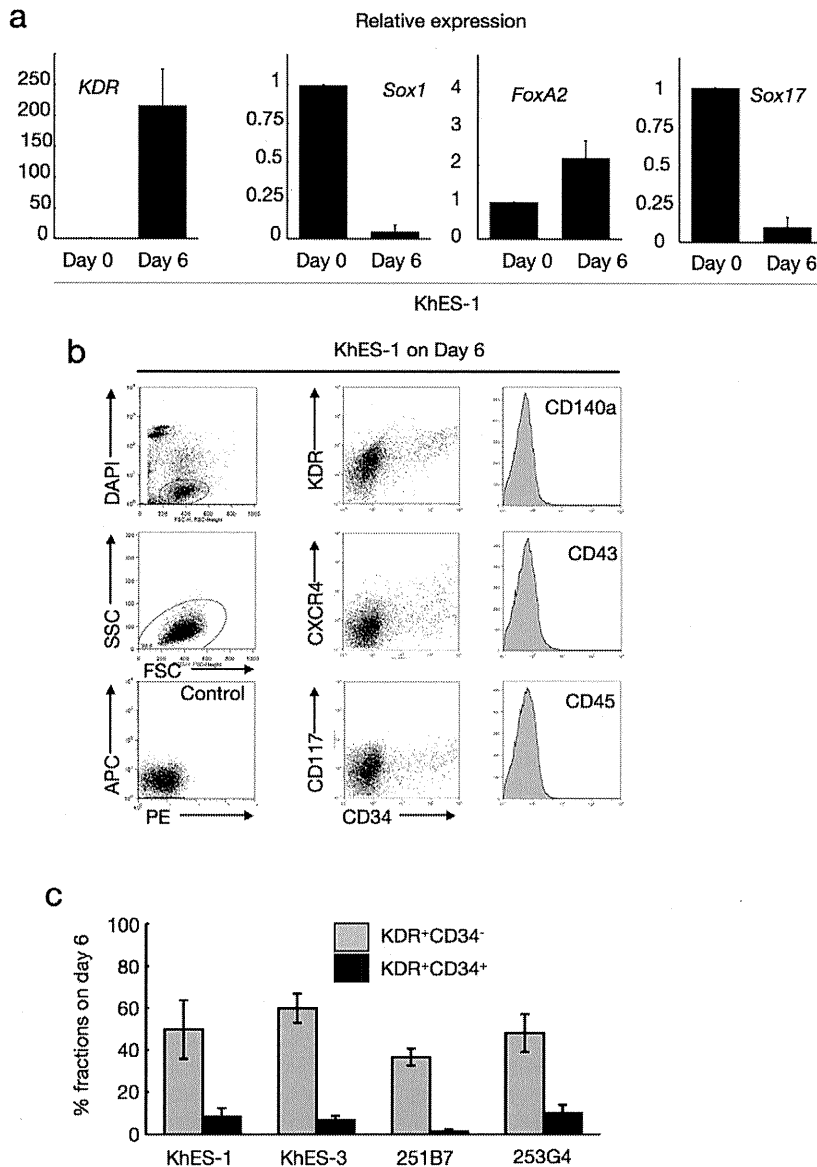 a
Relative expression
250
200
150
100
50
0
KDR
Day 0 Day 6
1
0.75
0.5
0.25
0
Sox1
Day 0 Day 6
4
3
2
1
0
FoxA2
Day 0 Day 6
1
0.75
0.5
0.25
0
Sox17
Day 0 Day 6
KhES-1
b
KhES-1 on Day 6
DAPI
KDR
CD140a
SSC
FSC
CXCR4
CD43
APC
Control
PE
CD117
CD34
CD45
c
% fractions on day 6
100
80
60
40
20
0
KDR⁺CD34⁻
KDR⁺CD34⁺
KhES-1 KhES-3 251B7 253G4